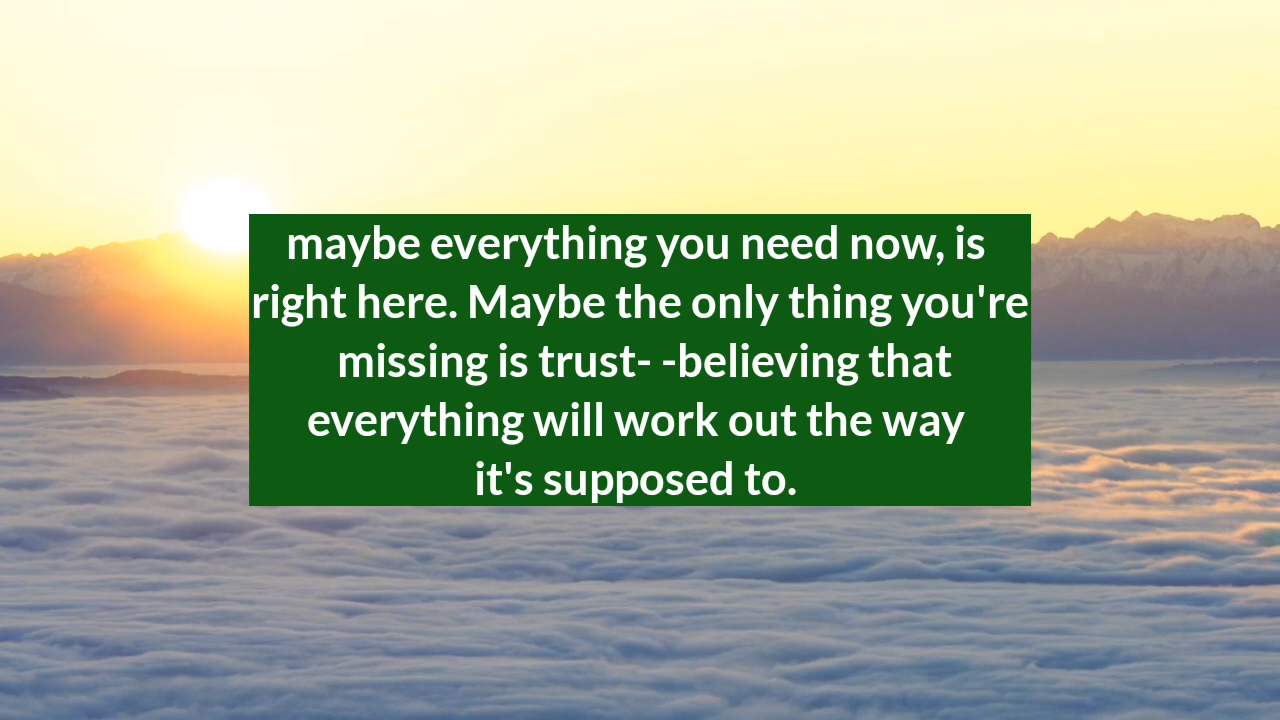 maybe everything you need now, is
right here. Maybe the only thing you're
missing is trust- -believing that
everything will work out the way
it's supposed to.